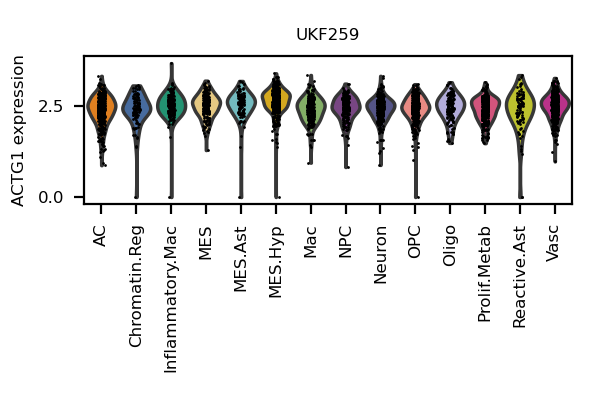 UKF259
ACTG1 expression
2.5
0.0
AC
Chromatin.Reg
Inflammatory.Mac
MES
MES.Ast
MES.Hyp
Mac
NPC
Neuron
OPC
Oligo
Prolif.Metab
Reactive.Ast
Vasc